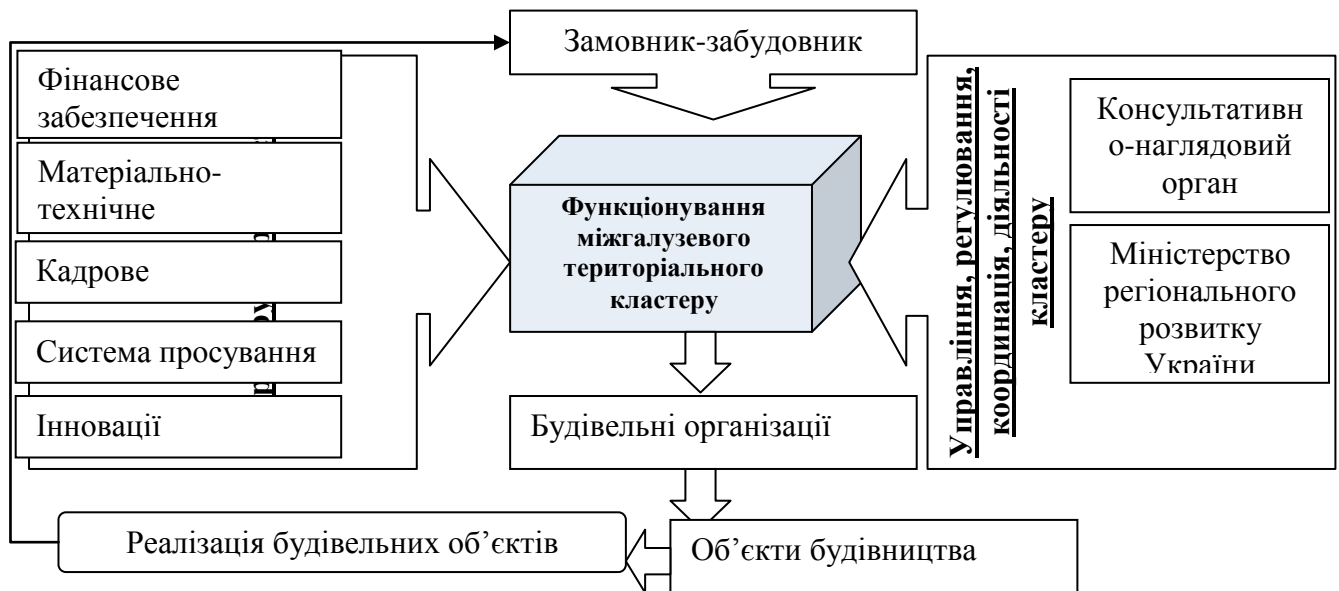 Замовник-забудовник
Фінансове
забезпечення
Матеріально-
технічне
Кадрове
Система просування
Інновації
Функціонування
міжгалузевого
територіального
кластеру
Управління, регулювання,
координація, діяльності
кластеру
Консультативн
о-наглядовий
орган
Міністерство
регіонального
розвитку
України
Будівельні організації
Об’єкти будівництва
Реалізація будівельних об’єктів